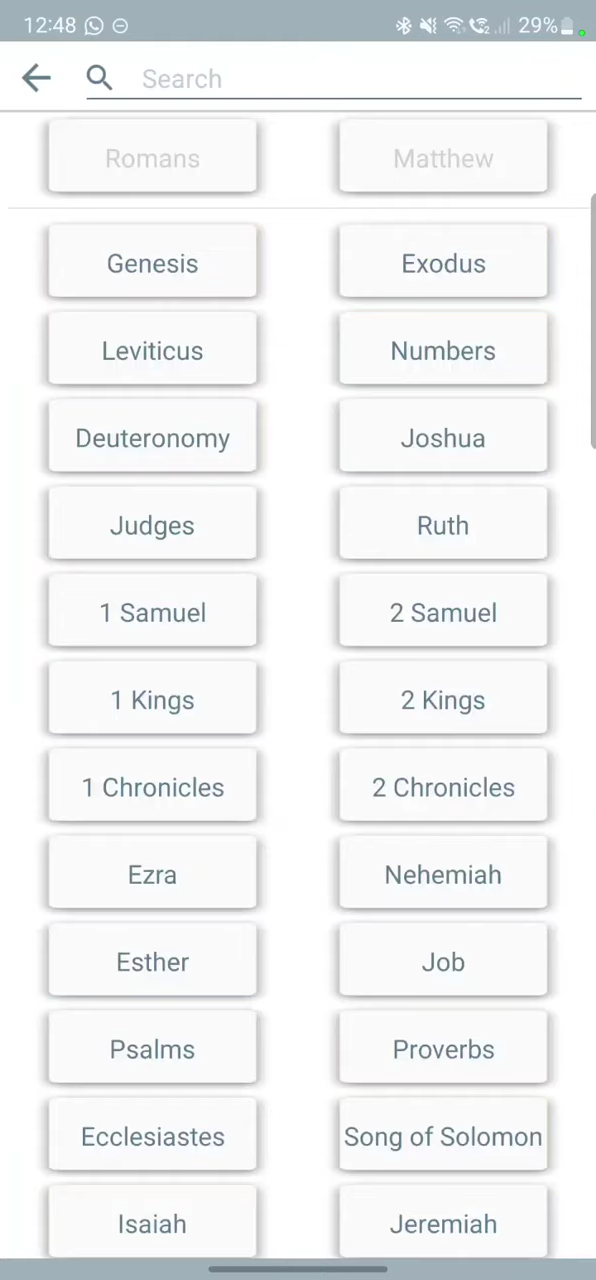 12:48 29%
Search
Romans Matthew
Genesis Exodus
Leviticus Numbers
Deuteronomy Joshua
Judges Ruth
1 Samuel 2 Samuel
1 Kings 2 Kings
1 Chronicles 2 Chronicles
Ezra Nehemiah
Esther Job
Psalms Proverbs
Ecclesiastes Song of Solomon
Isaiah Jeremiah